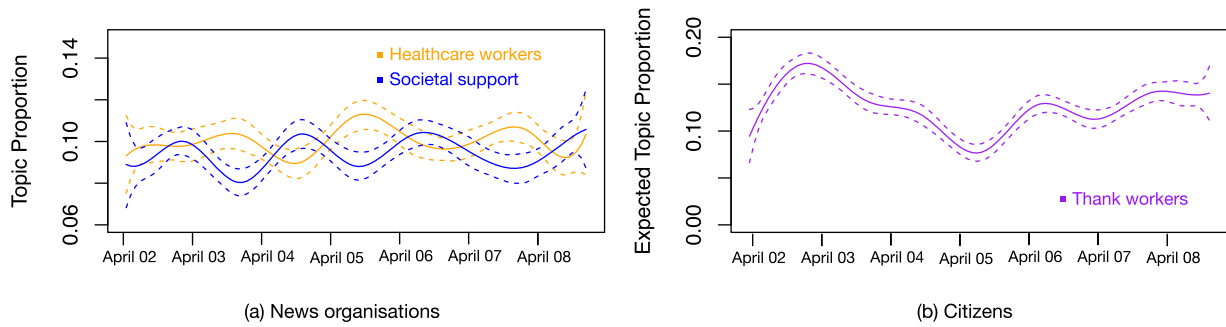 Topic Proportion
0.14
0.10
0.06
Healthcare workers
Societal support
April 02 April 03 April 04 April 05 April 06 April 07 April 08
(a) News organisations
Expected Topic Proportion
0.20
0.10
0.00
Thank workers
April 02 April 03 April 04 April 05 April 06 April 07 April 08
(b) Citizens